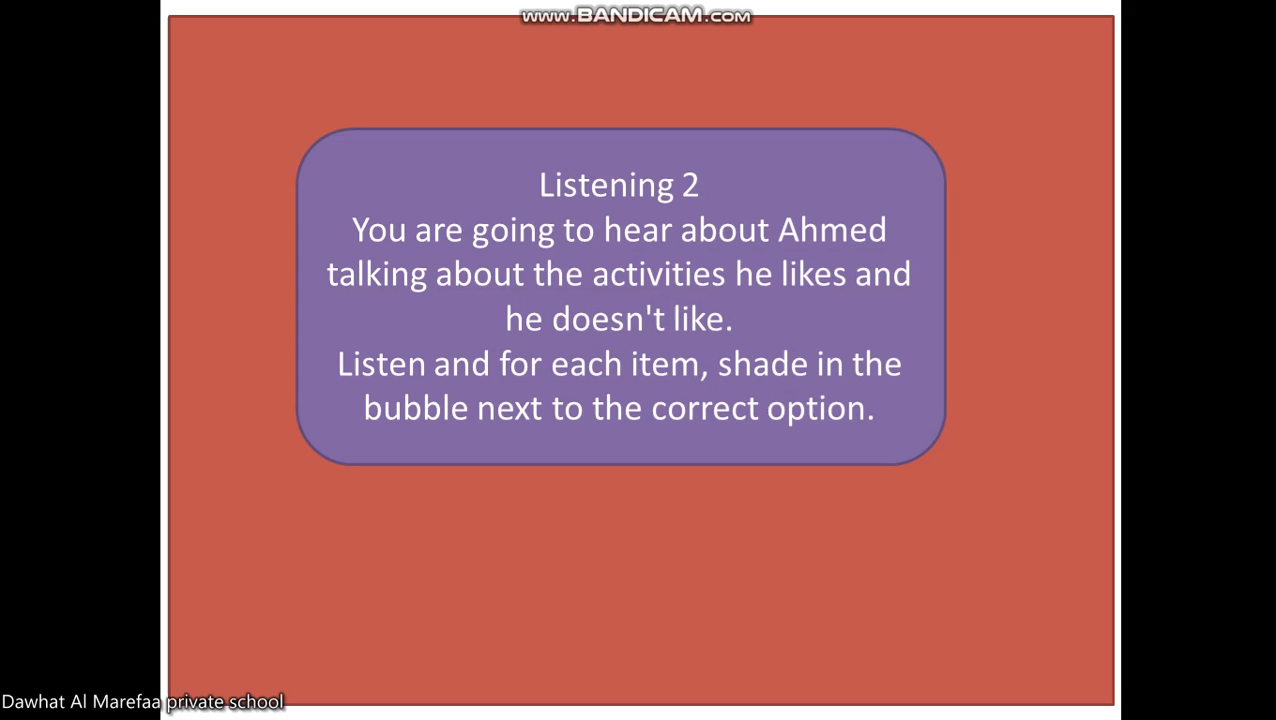 www.BANDICAM.com
Listening 2
You are going to hear about Ahmed
talking about the activities he likes and
he doesn't like.
Listen and for each item, shade in the
bubble next to the correct option.
Dawhat Al Marefaa private school